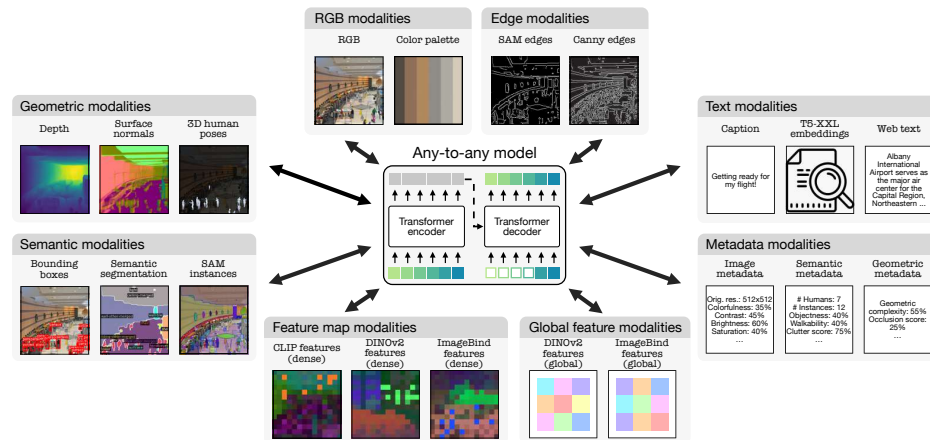 RGB modalities
RGB
Color palette
Edge modalities
SAM edges
Canny edges
Geometric modalities
Depth
Surface
normals
3D human
poses
Text modalities
Caption
T5-XXL
embeddings
Web text
Getting ready for
my flight!
Albany
International
Airport serves as
the major air
center for the
Capital Region,
Northeastern ...
Any-to-any model
Transformer
encoder
Transformer
decoder
Semantic modalities
Bounding
boxes
Semantic
segmentation
SAM
instances
Metadata modalities
Image
metadata
Semantic
metadata
Geometric
metadata
Orig. res.: 512x512
Colorfulness: 35%
Contrast: 45%
Brightness: 60%
Saturation: 40%
...
# Humans: 7
# Instances: 12
Objectness: 40%
Walkability: 40%
Clutter score: 75%
...
Geometric
complexity: 55%
Occlusion score:
25%
...
Feature map modalities
CLIP features
(dense)
DINOv2
features
(dense)
ImageBind
features
(dense)
Global feature modalities
DINOv2
features
(global)
ImageBind
features
(global)